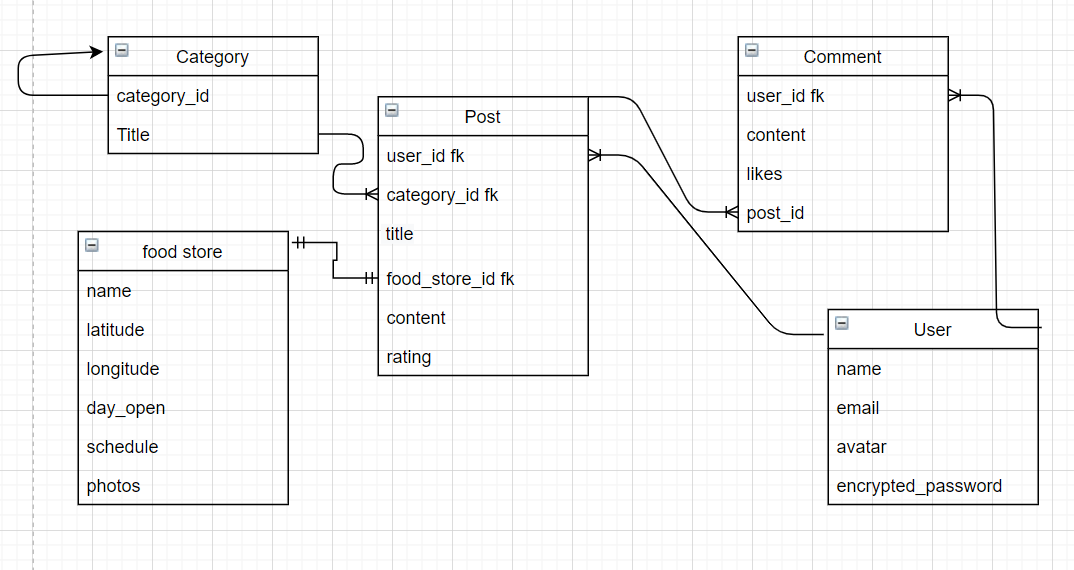 Category
category_id
Title
Post
user_id fk
category_id fk
title
food_store_id fk
content
rating
Comment
user_id fk
content
likes
post_id
food store
name
latitude
longitude
day_open
schedule
photos
User
name
email
avatar
encrypted_password